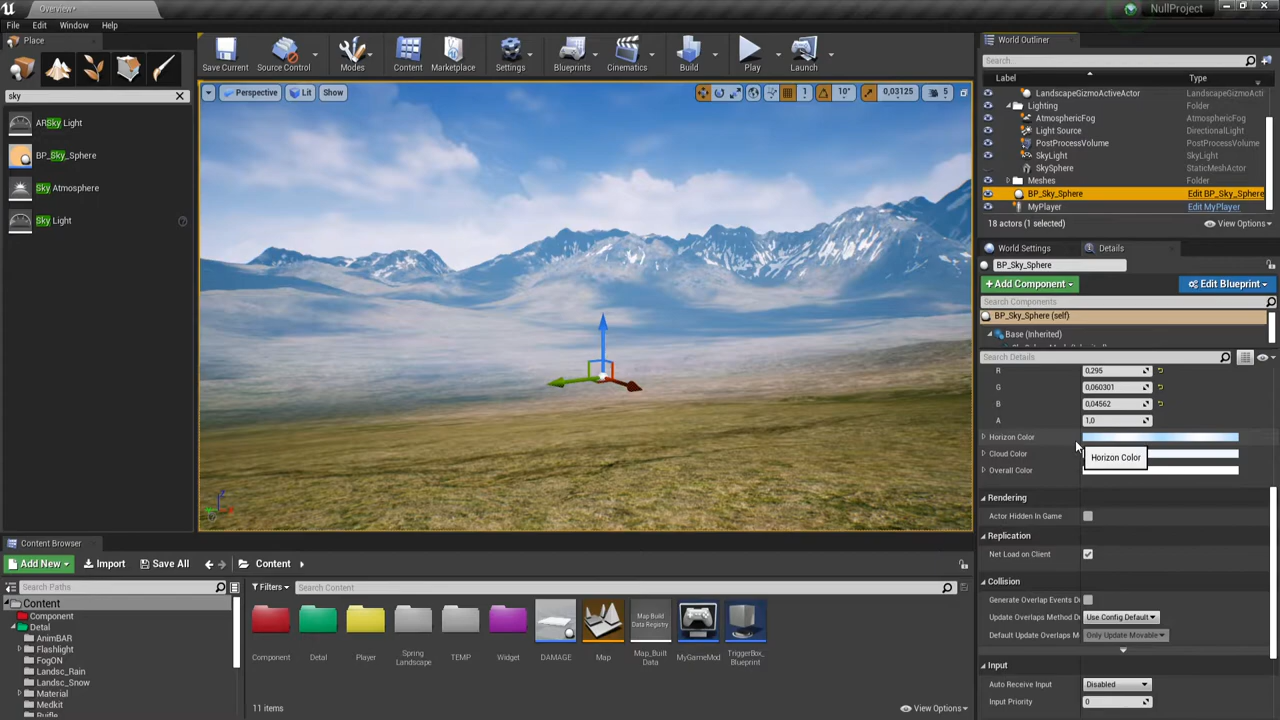 Overview*
NullProject
File Edit Window Help
Place
sky
ARSky Light
BP_Sky_Sphere
Sky Atmosphere
Sky Light
Save Current
Source Control
Modes
Content
Marketplace
Settings
Blueprints
Cinematics
Build
Play
Launch
Perspective
Lit
Show
1
10°
0,03125
5
World Outliner
Search...
Label Type
LandscapeGizmoActiveActor LandscapeGizmoActi
Lighting Folder
AtmosphericFog AtmosphericFog
Light Source DirectionalLight
PostProcessVolume PostProcessVolume
SkyLight SkyLight
SkySphere StaticMeshActor
Meshes Folder
BP_Sky_Sphere Edit BP_Sky_Sphere
MyPlayer Edit MyPlayer
18 actors (1 selected)
View Options
World Settings
Details
BP_Sky_Sphere
+Add Component
Edit Blueprint
Search Components
BP_Sky_Sphere (self)
Base (Inherited)
Search Details
R 0,295
G 0,060301
B 0,04562
A 1,0
Horizon Color
Cloud Color
Horizon Color
Overall Color
Rendering
Actor Hidden In Game
Replication
Net Load on Client
Collision
Generate Overlap Events D
Update Overlaps Method D Use Config Default
Default Update Overlaps M Only Update Movable
Input
Auto Receive Input Disabled
Input Priority 0
Content Browser
Add New
Import
Save All
Content
Search Paths
Filters
Search Content
Content
Component
Detal
AnimBAR
Flashlight
FogON
Landsc_Rain
Landsc_Snow
Material
Medkit
Component
Detal
Player
Spring
Landscape
TEMP
Widget
DAMAGE
Map
Map Build
Data Registry
Map_Built
Data
MyGameMod
TriggerBox_
Blueprint
11 items
View Options